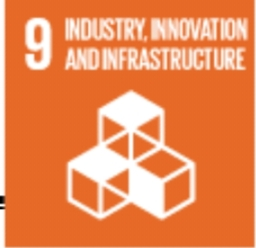 9 INDUSTRY, INNOVATION
AND INFRASTRUCTURE